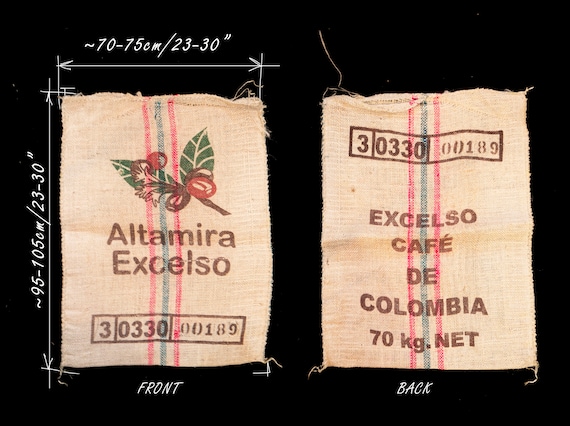 ~70-75cm/23-30"
~95-105cm/23-30"
Altamira
Excelso
3 0330 00189
FRONT
3 0330 00189
EXCELSO
CAFÉ
DE
COLOMBIA
70 kg. NET
BACK